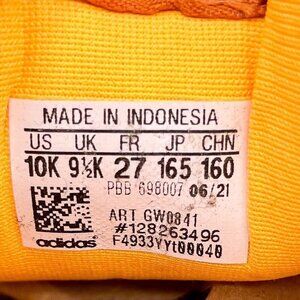 MADE IN INDONESIA
US UK FR JP CHN
10K 9½K 27 165 160
PBB 698007 06/21
ART GW0841
#128263496
adidas F4933YYt00040